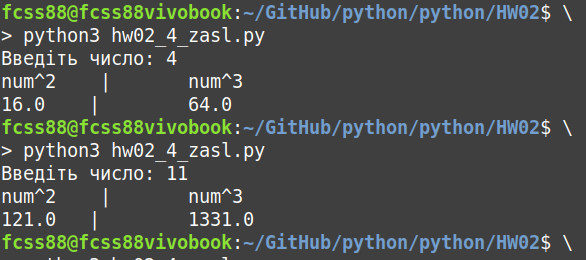 fcss88@fcss88vivobook:~/GitHub/python/python/HW02$ \
> python3 hw02_4_zasl.py
Введіть число: 4
num^2    |       num^3
16.0    |        64.0
fcss88@fcss88vivobook:~/GitHub/python/python/HW02$ \
> python3 hw02_4_zasl.py
Введіть число: 11
num^2    |       num^3
121.0   |        1331.0
fcss88@fcss88vivobook:~/GitHub/python/python/HW02$ \